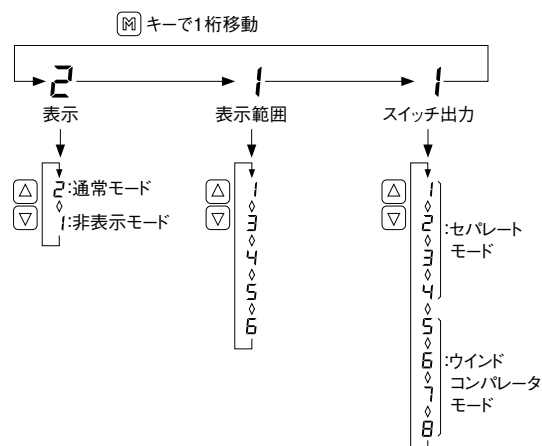 M キーで1桁移動
2 1 1
表示 表示範囲 スイッチ出力
2 :通常モード
1 :非表示モード
1
3
4
5
6
1
2
3
4
:セパレート
モード
5
6
7
8
:ウインド
コンパレータ
モード